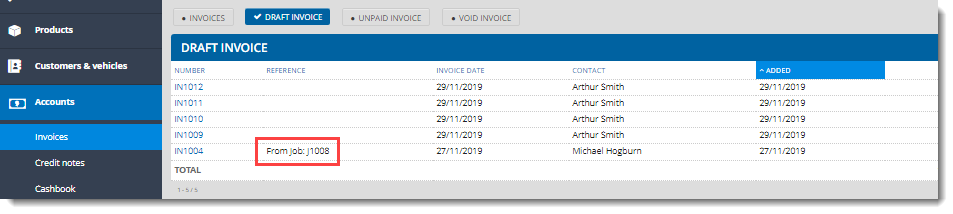 Products
Customers & vehicles
Accounts
Invoices
Credit notes
Cashbook
INVOICES DRAFT INVOICE UNPAID INVOICE VOID INVOICE
DRAFT INVOICE
NUMBER REFERENCE INVOICE DATE CONTACT ADDED
IN1012 29/11/2019 Arthur Smith 29/11/2019
IN1011 29/11/2019 Arthur Smith 29/11/2019
IN1010 29/11/2019 Arthur Smith 29/11/2019
IN1009 29/11/2019 Arthur Smith 29/11/2019
IN1004 From Job: J1008 27/11/2019 Michael Hogburn 27/11/2019
TOTAL
1 - 5 / 5